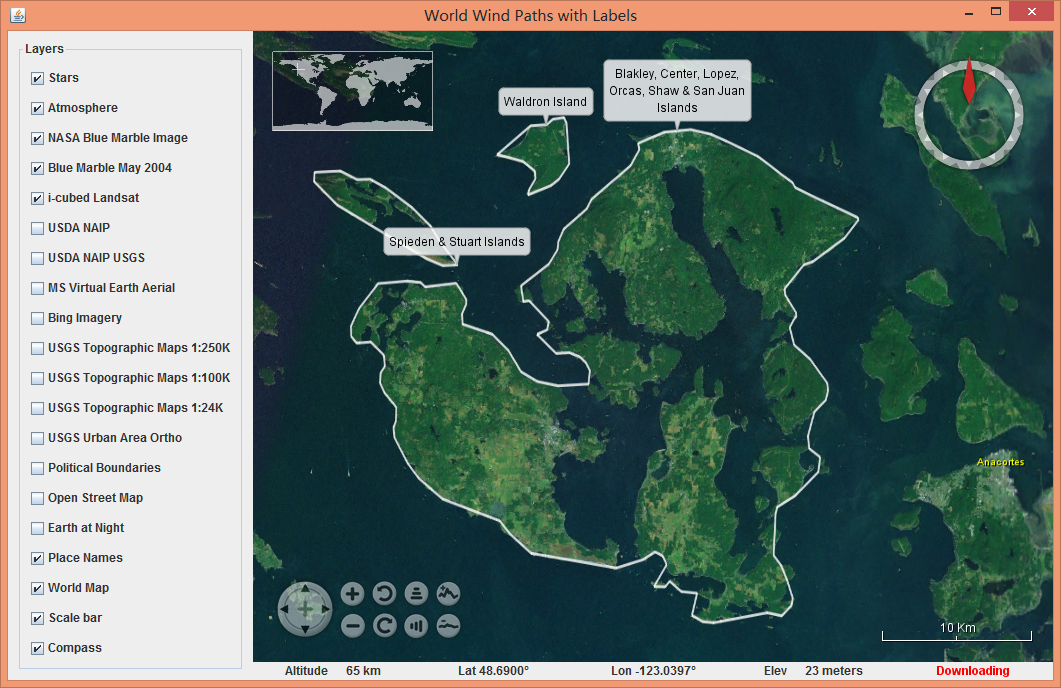 World Wind Paths with Labels
Layers
Stars
Atmosphere
NASA Blue Marble Image
Blue Marble May 2004
i-cubed Landsat
USDA NAIP
USDA NAIP USGS
MS Virtual Earth Aerial
Bing Imagery
USGS Topographic Maps 1:250K
USGS Topographic Maps 1:100K
USGS Topographic Maps 1:24K
USGS Urban Area Ortho
Political Boundaries
Open Street Map
Earth at Night
Place Names
World Map
Scale bar
Compass
Waldron Island
Blakley, Center, Lopez,
Orcas, Shaw & San Juan
Islands
Spieden & Stuart Islands
Anacortes
10 Km
Altitude 65 km Lat 48.6900° Lon -123.0397° Elev 23 meters Downloading